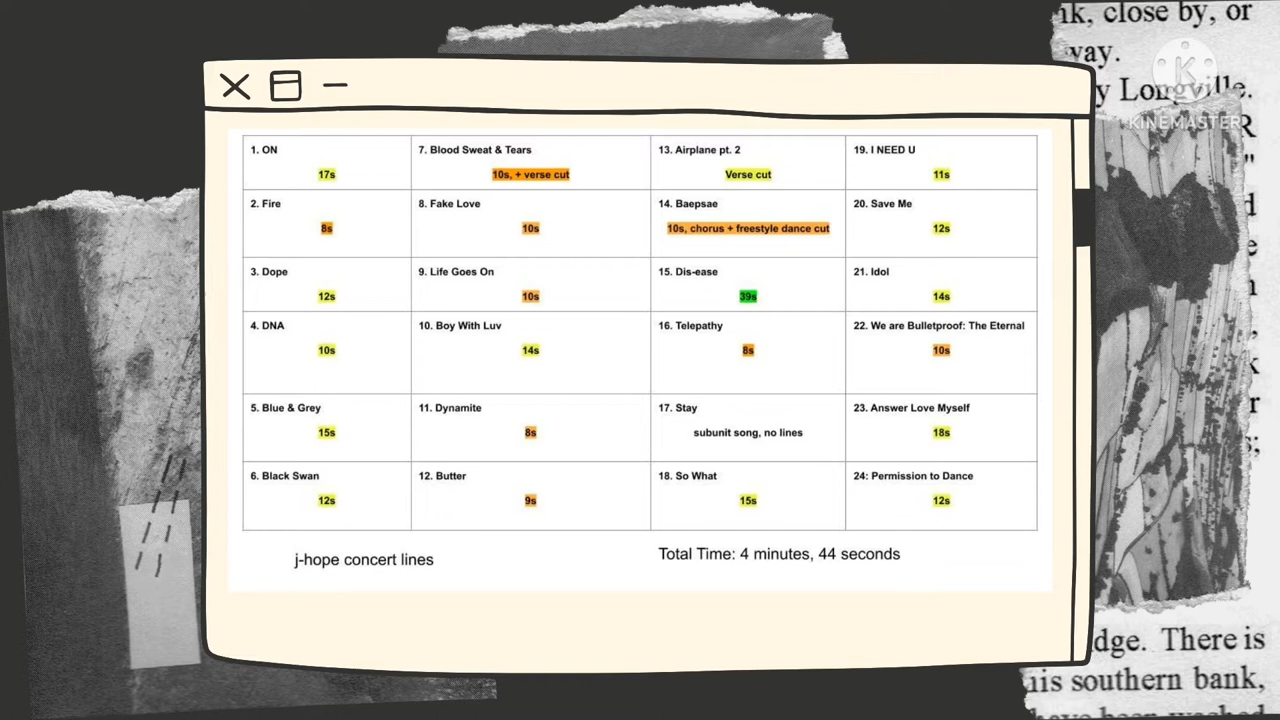 nk, close by, or
way.
y Longville.
KINEMASTER
1. ON
17s
7. Blood Sweat & Tears
10s, + verse cut
13. Airplane pt. 2
Verse cut
19. I NEED U
11s
2. Fire
8s
8. Fake Love
10s
14. Baepsae
10s, chorus + freestyle dance cut
20. Save Me
12s
3. Dope
12s
9. Life Goes On
10s
15. Dis-ease
39s
21. Idol
14s
4. DNA
10s
10. Boy With Luv
14s
16. Telepathy
8s
22. We are Bulletproof: The Eternal
10s
5. Blue & Grey
15s
11. Dynamite
8s
17. Stay
subunit song, no lines
23. Answer Love Myself
18s
6. Black Swan
12s
12. Butter
9s
18. So What
15s
24: Permission to Dance
12s
j-hope concert lines
Total Time: 4 minutes, 44 seconds
dge. There is
his southern bank,